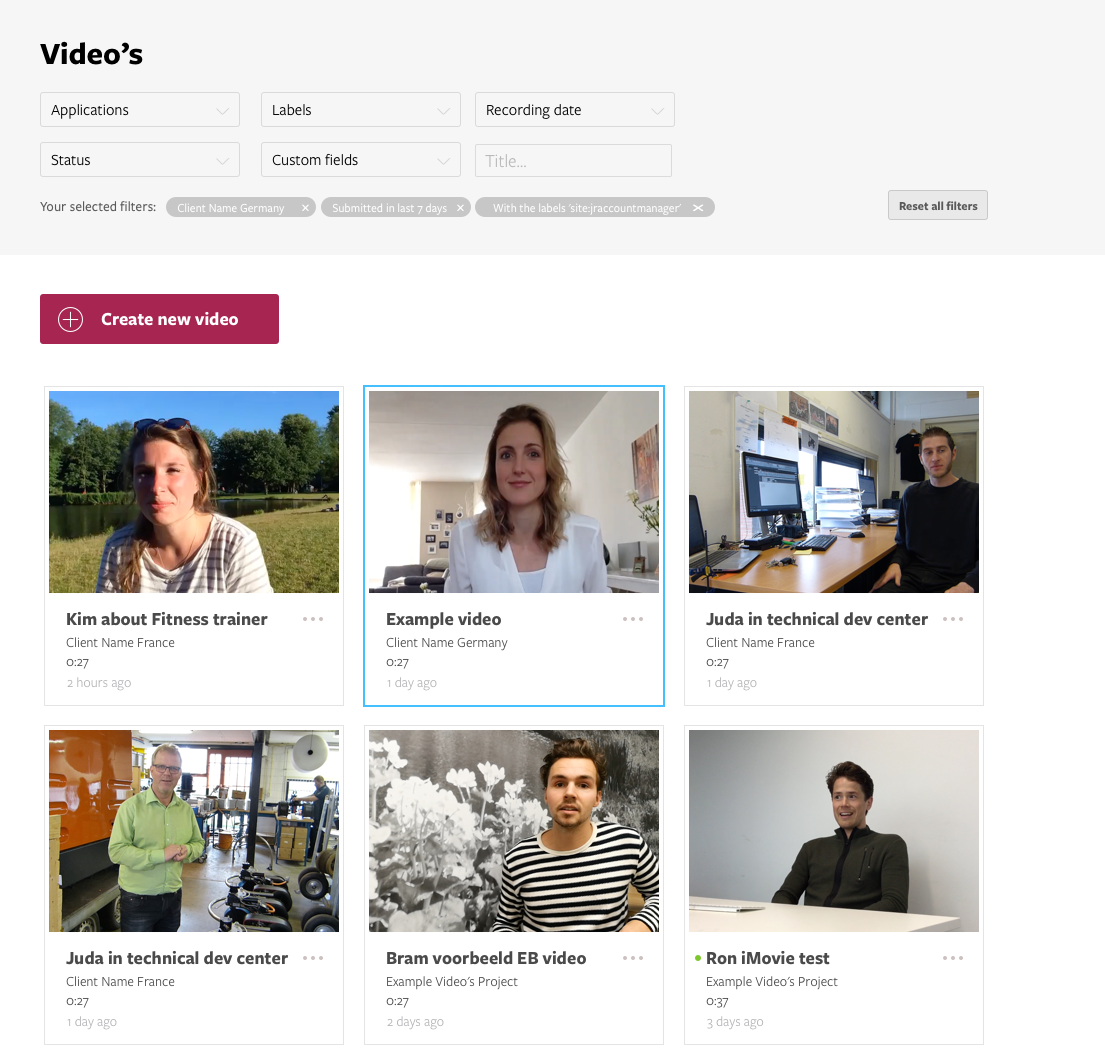 Video’s
Applications Labels Recording date
Status Custom fields Title...
Your selected filters: Client Name Germany × Submitted in last 7 days × With the labels ‘site:jraccountmanager’ × Reset all filters
Create new video
Kim about Fitness trainer
Client Name France
0:27
2 hours ago
Example video
Client Name Germany
0:27
1 day ago
Juda in technical dev center
Client Name France
0:27
1 day ago
Juda in technical dev center
Client Name France
0:27
1 day ago
Bram voorbeeld EB video
Example Video’s Project
0:27
2 days ago
Ron iMovie test
Example Video’s Project
0:37
3 days ago